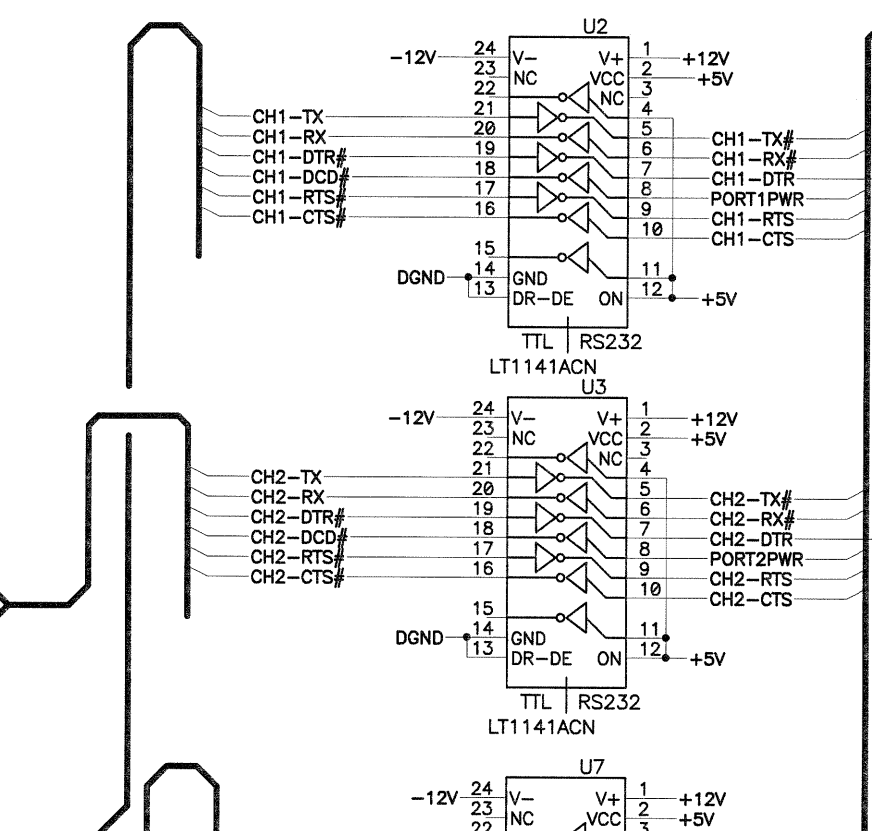 U2
-12V 24 V- V+ 1 +12V
23 NC VCC 2 +5V
22 NC 3
CH1-TX 21 4
CH1-RX 20 5 CH1-TX#
CH1-DTR# 19 6 CH1-RX#
CH1-DCD# 18 7 CH1-DTR
CH1-RTS# 17 8 PORT1PWR
CH1-CTS# 16 9 CH1-RTS
10 CH1-CTS
15
DGND 14 GND 11
13 DR-DE ON 12 +5V
TTL RS232
LT1141ACN
U3
-12V 24 V- V+ 1 +12V
23 NC VCC 2 +5V
22 NC 3
CH2-TX 21 4
CH2-RX 20 5 CH2-TX#
CH2-DTR# 19 6 CH2-RX#
CH2-DCD# 18 7 CH2-DTR
CH2-RTS# 17 8 PORT2PWR
CH2-CTS# 16 9 CH2-RTS
10 CH2-CTS
15
DGND 14 GND 11
13 DR-DE ON 12 +5V
TTL RS232
LT1141ACN
U7
-12V 24 V- V+ 1 +12V
23 NC VCC 2 +5V
22 3